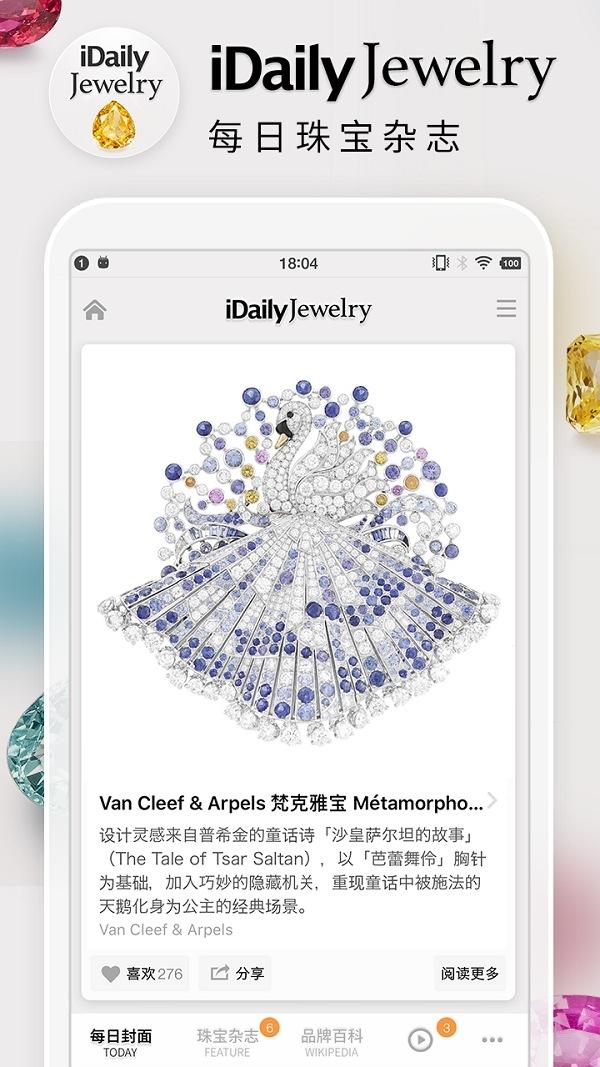 iDaily
Jewelry
iDaily Jewelry
每日珠宝杂志
1
18:04
100
iDaily Jewelry
Van Cleef & Arpels 梵克雅宝 Métamorpho...
设计灵感来自普希金的童话诗「沙皇萨尔坦的故事」
（The Tale of Tsar Saltan），以「芭蕾舞伶」胸针
为基础，加入巧妙的隐藏机关，重现童话中被施法的
天鹅化身为公主的经典场景。
Van Cleef & Arpels
喜欢 276
分享
阅读更多
每日封面
TODAY
珠宝杂志 6
FEATURE
品牌百科
WIKIPEDIA
3